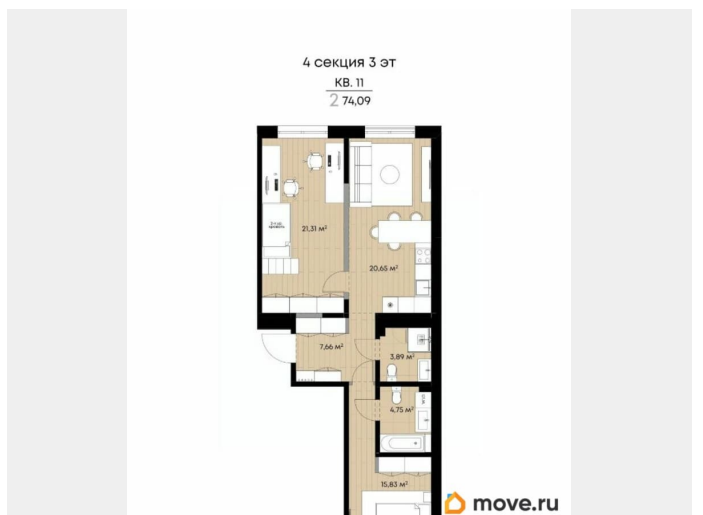 4 секция 3 эт
КВ. 11
2 74,09
21,31 м²
20,65 м²
7,66 м²
3,89 м²
4,75 м²
15,83 м²
move.ru